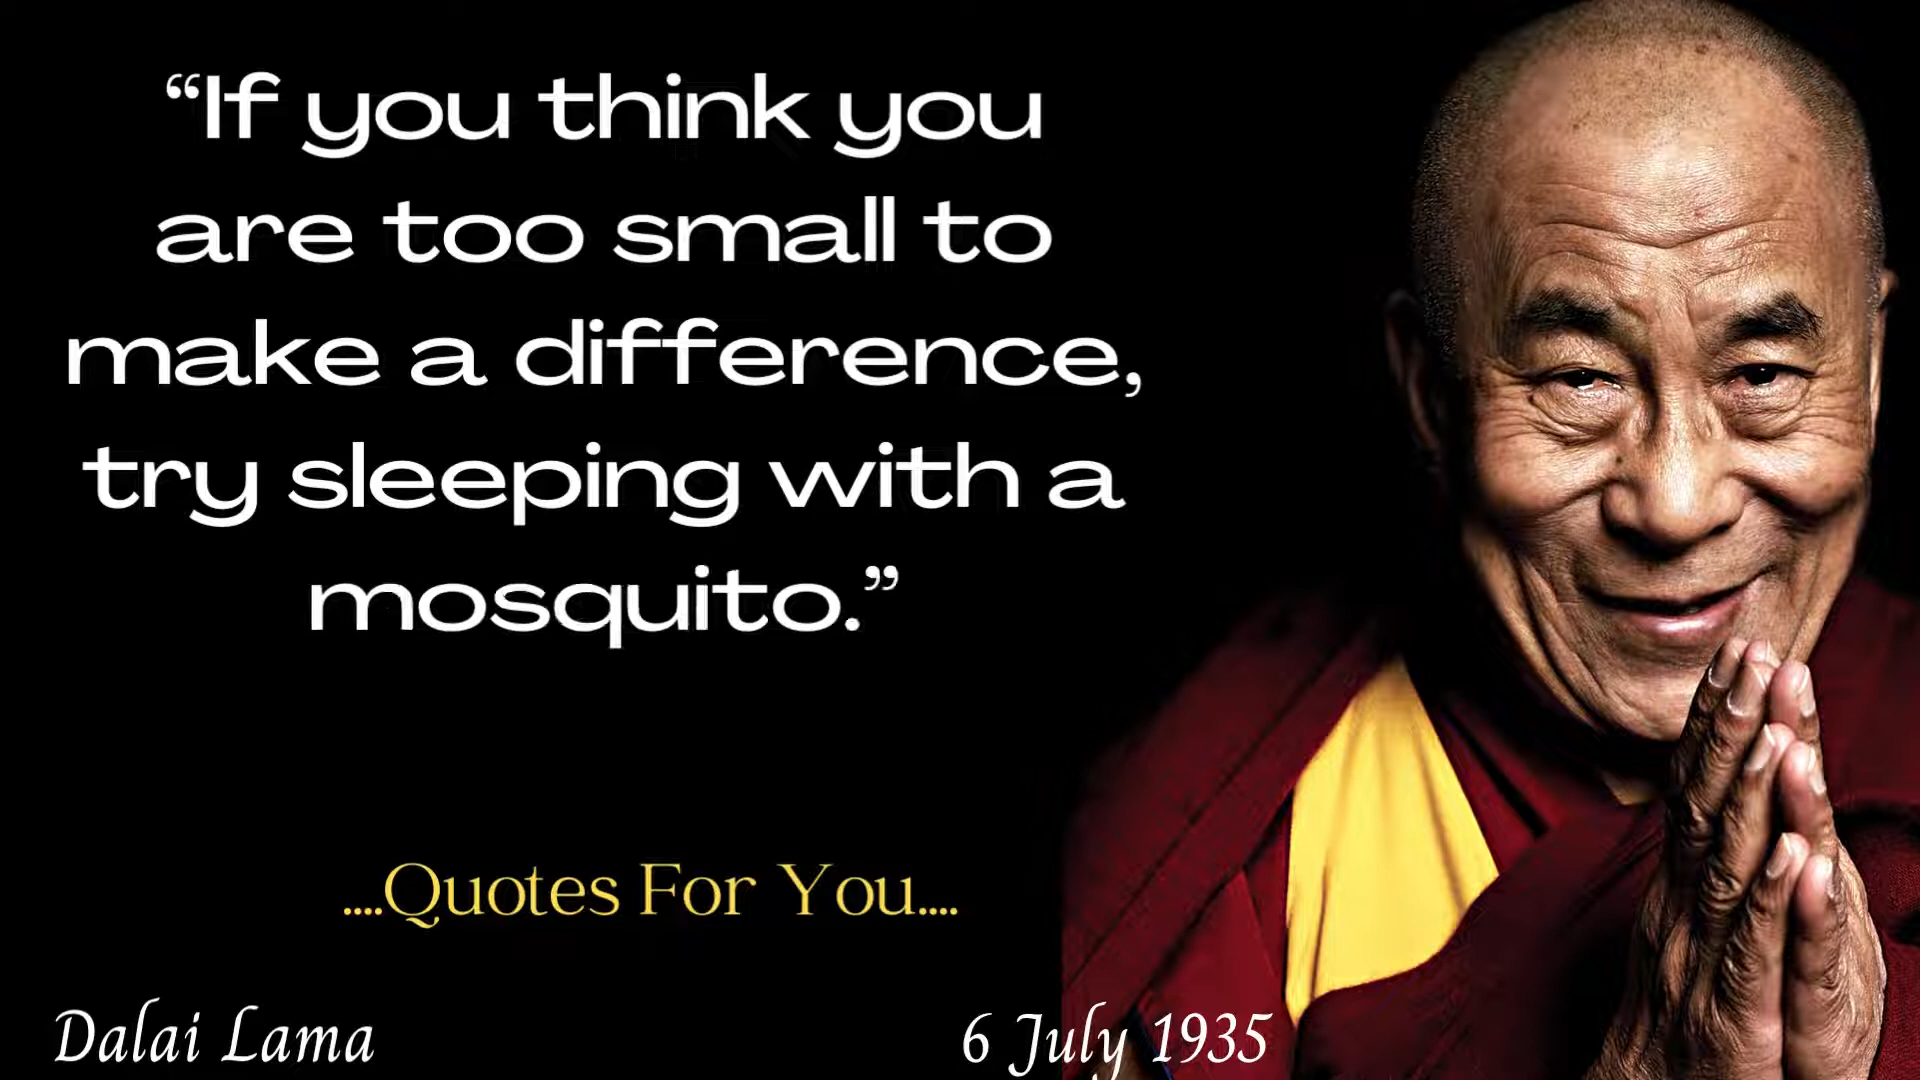 “If you think you
are too small to
make a difference,
try sleeping with a
mosquito.”
....Quotes For You....
Dalai Lama
6 July 1935